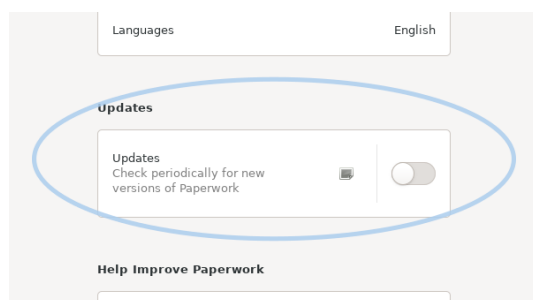 Languages English
Updates
Updates
Check periodically for new
versions of Paperwork
Help Improve Paperwork